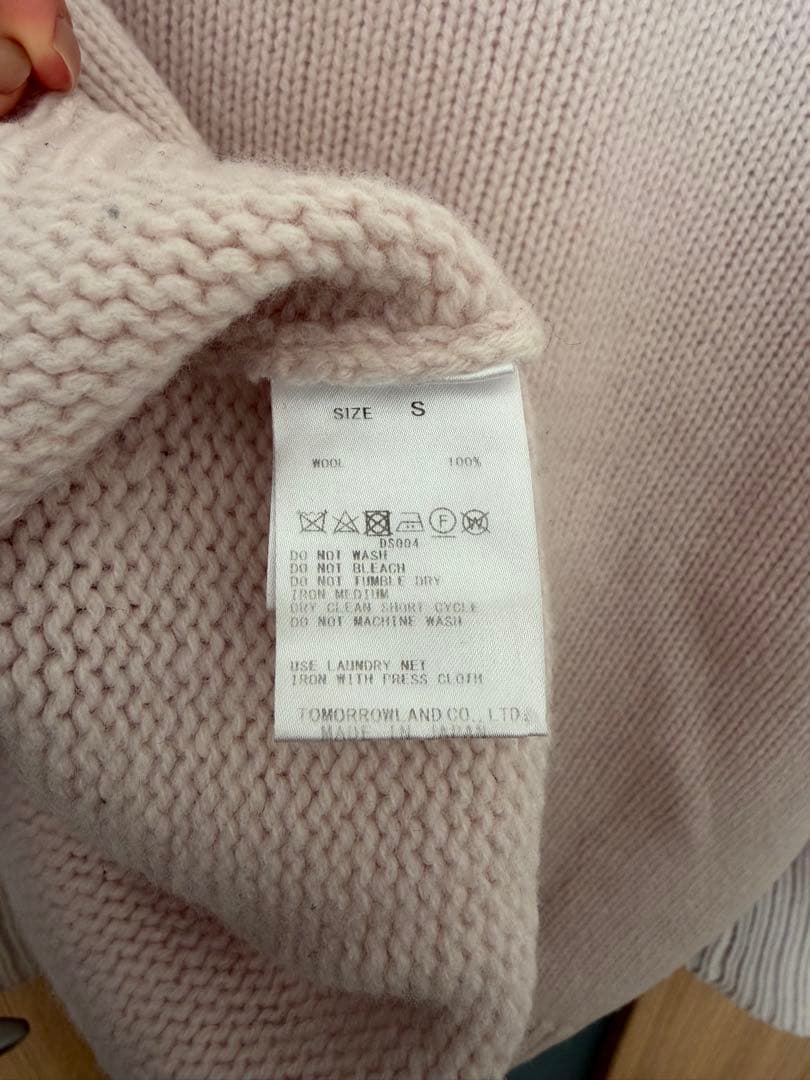 SIZE S
WOOL 100%
F W
DS004
DO NOT WASH
DO NOT BLEACH
DO NOT TUMBLE DRY
IRON MEDIUM
DRY CLEAN SHORT CYCLE
DO NOT MACHINE WASH
USE LAUNDRY NET
IRON WITH PRESS CLOTH
TOMORROWLAND CO., LTD.
MADE IN JAPAN